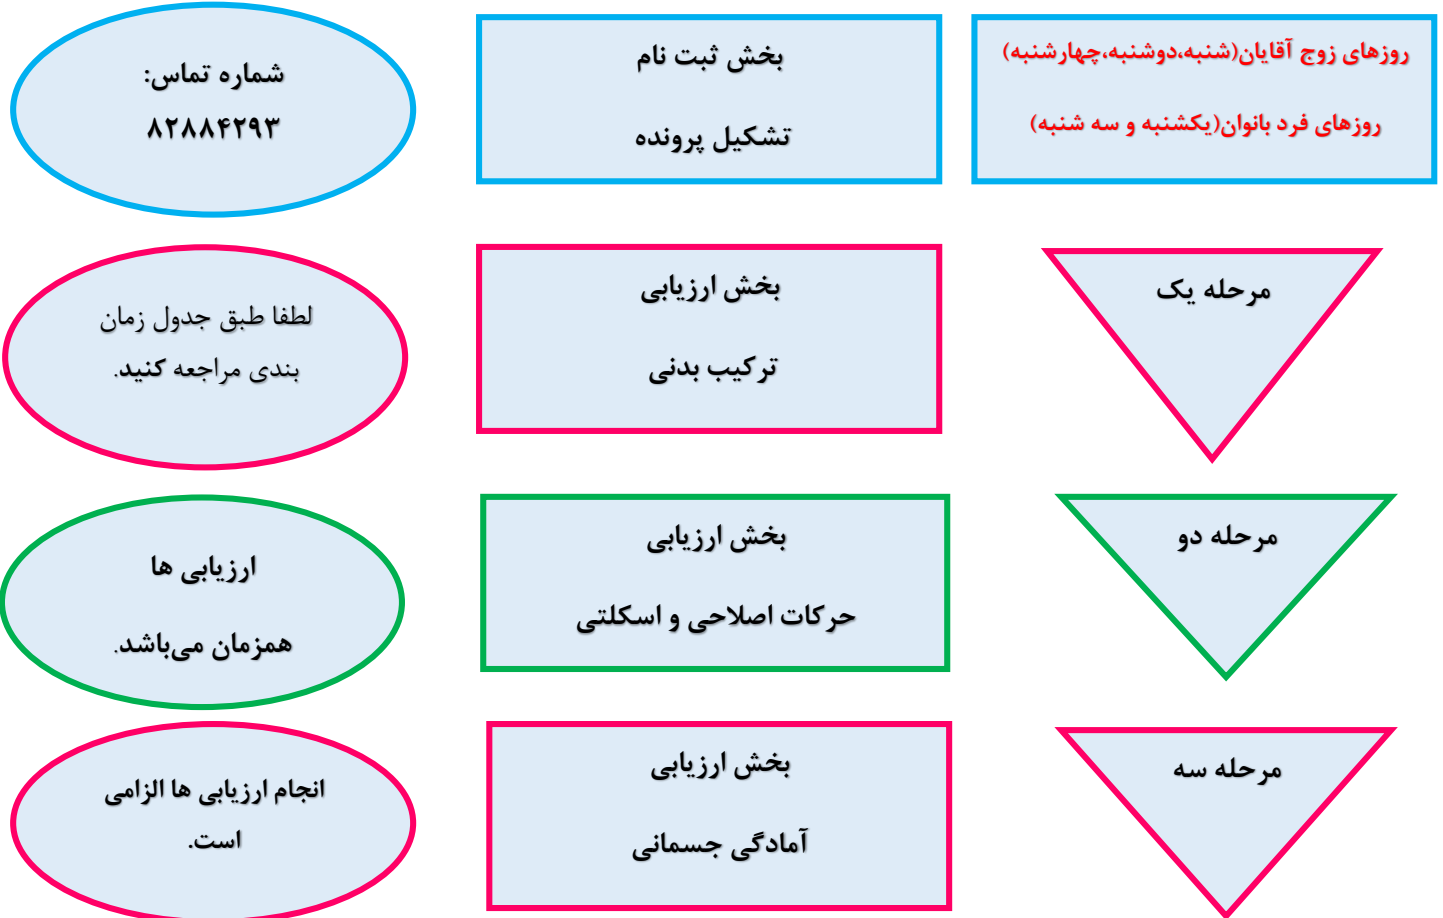 روزهای زوج آقایان(شنبه،دوشنبه،چهارشنبه)
روزهای فرد بانوان(یکشنبه و سه شنبه)
بخش ثبت نام
تشکیل پرونده
شماره تماس:
۸۲۸۸۴۲۹۳
مرحله یک
بخش ارزیابی
ترکیب بدنی
لطفا طبق جدول زمان
بندی مراجعه کنید.
مرحله دو
بخش ارزیابی
حرکات اصلاحی و اسکلتی
ارزیابی ها
همزمان می‌باشد.
مرحله سه
بخش ارزیابی
آمادگی جسمانی
انجام ارزیابی ها الزامی
است.